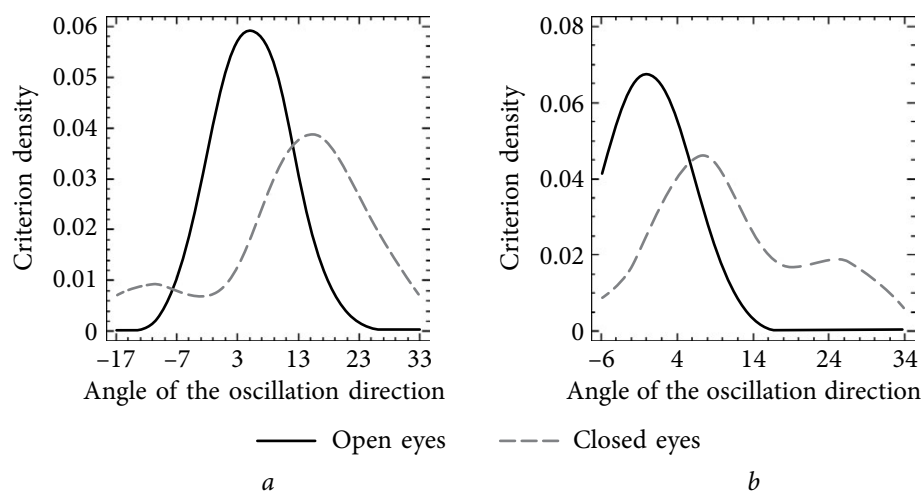 0.06
0.05
0.04
0.03
0.02
0.01
0
Criterion density
–17 –7 3 13 23 33
Angle of the oscillation direction
0.08
0.06
0.04
0.02
0
Criterion density
–6 4 14 24 34
Angle of the oscillation direction
Open eyes Closed eyes
a b